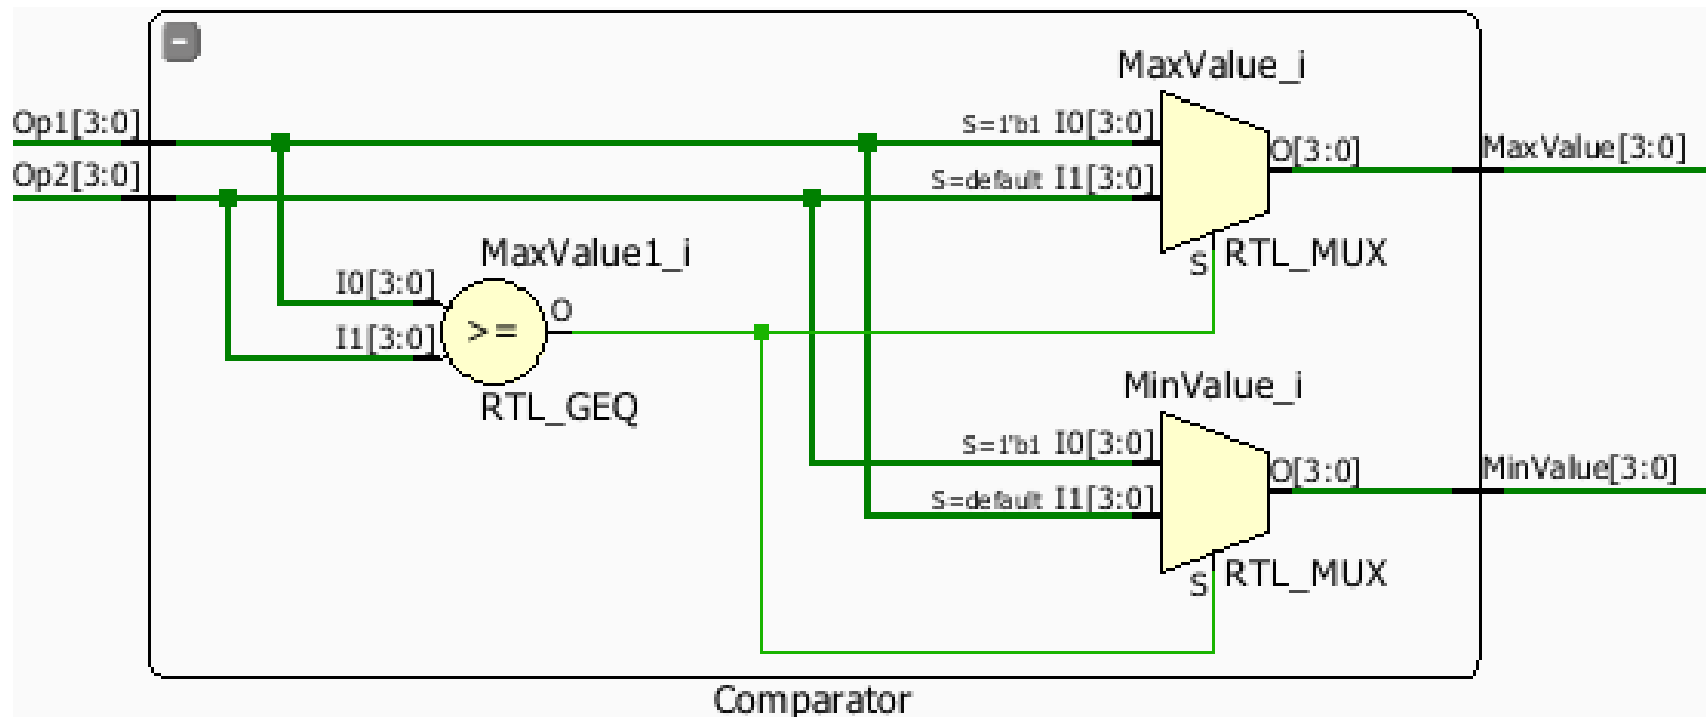 MaxValue_i
Op1[3:0]
S=1'b1 I0[3:0]
O[3:0]
MaxValue[3:0]
Op2[3:0]
S=default I1[3:0]
MaxValue1_i
S
RTL_MUX
I0[3:0]
O
>=
I1[3:0]
RTL_GEQ
MinValue_i
S=1'b1 I0[3:0]
O[3:0]
MinValue[3:0]
S=default I1[3:0]
S
RTL_MUX
Comparator